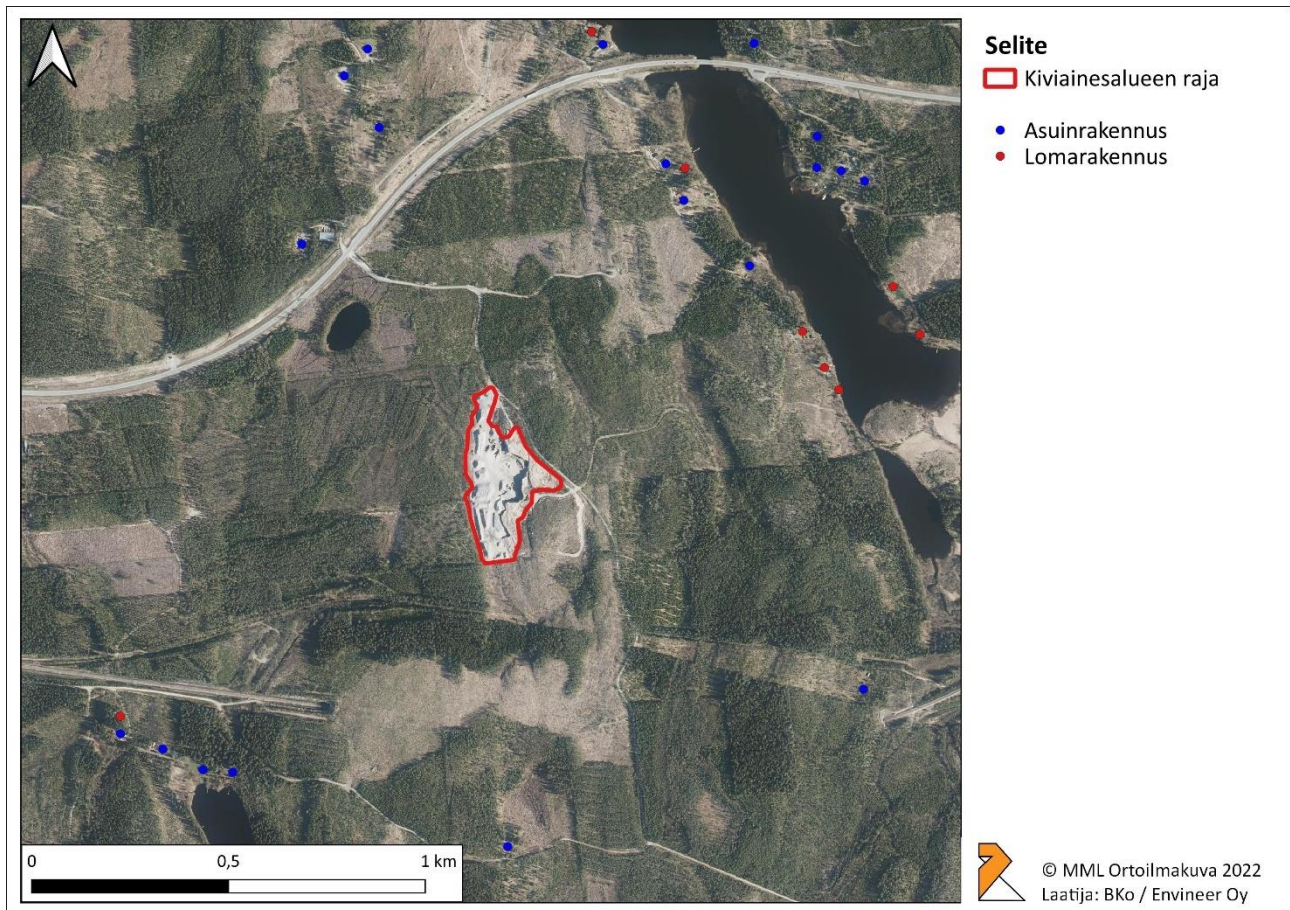 Selite
Kiviainesalueen raja
Asuinrakennus
Lomarakennus
0 0,5 1 km
© MML Ortoilmakuva 2022
Laatija: BKo / Envineer Oy